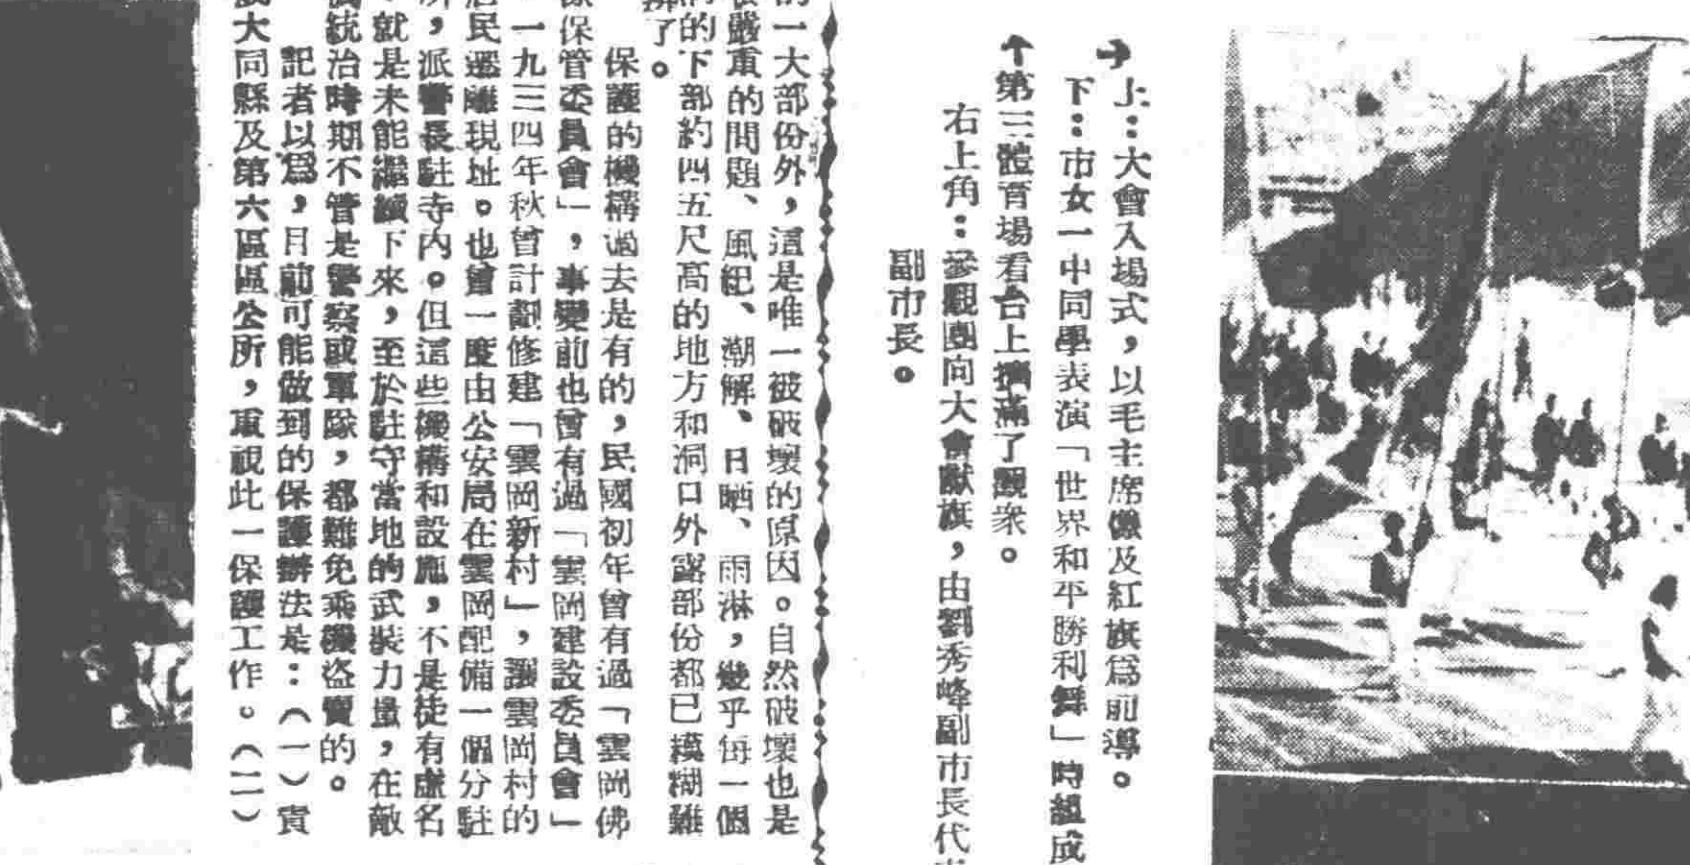 上：大會入場式，以毛主席像及紅旗爲前導。
下：市女一中同學表演「世界和平勝利舞」時組成
第三體育場看台上擠滿了觀衆。
右上角：參觀團向大會獻旗，由劉秀峰副市長代表
副市長。
的一大部份外，這是唯一被破壞的原因。自然破壞也是
嚴重的問題、風紀、潮解、日晒、雨淋，幾乎每一個
的下部約四五尺高的地方和洞口外露部份都已模糊難
辨了。
保護的機構過去是有的，民國初年曾有過「雲岡佛
像保管委員會」，事變前也曾有過「雲岡建設委員會」
一九三四年秋曾計劃修建「雲岡新村」，讓雲岡村的
居民遷離現址。也曾一度由公安局在雲岡配備一個分駐
所，派警長駐寺內。但這些機構和設施，不是徒有虛名
就是未能繼續下來，至於駐守當地的武裝力量，在敵
統治時期不管是警察或軍隊，都難免乘機盜賣的。
記者以爲，目前可能做到的保護辦法是：（一）責
大同縣及第六區區公所，重視此一保護工作。（二）